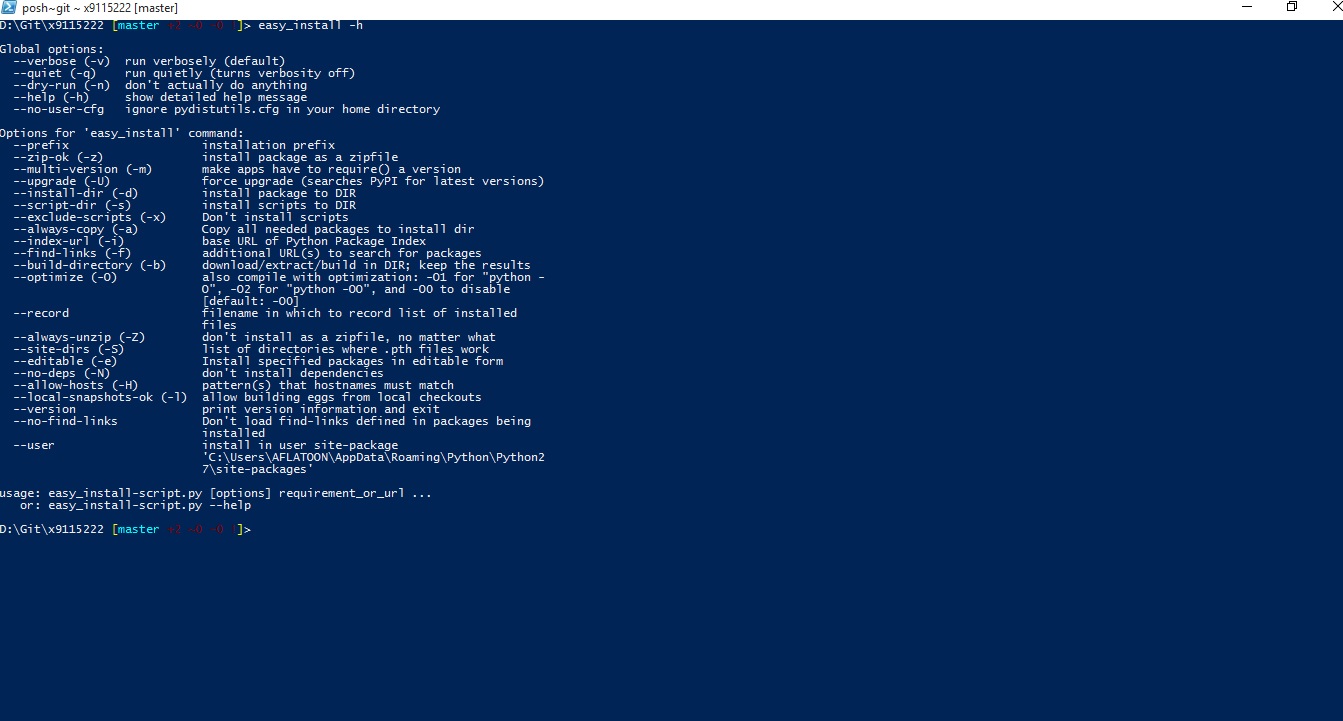 posh~git ~ x9115222 [master]
D:\Git\x9115222 [master +2 ~0 -0 !]> easy_install -h
Global options:
--verbose (-v) run verbosely (default)
--quiet (-q) run quietly (turns verbosity off)
--dry-run (-n) don't actually do anything
--help (-h) show detailed help message
--no-user-cfg ignore pydistutils.cfg in your home directory
Options for 'easy_install' command:
--prefix installation prefix
--zip-ok (-z) install package as a zipfile
--multi-version (-m) make apps have to require() a version
--upgrade (-U) force upgrade (searches PyPI for latest versions)
--install-dir (-d) install package to DIR
--script-dir (-s) install scripts to DIR
--exclude-scripts (-x) Don't install scripts
--always-copy (-a) Copy all needed packages to install dir
--index-url (-i) base URL of Python Package Index
--find-links (-f) additional URL(s) to search for packages
--build-directory (-b) download/extract/build in DIR; keep the results
--optimize (-O) also compile with optimization: -O1 for "python -
O", -O2 for "python -OO", and -O0 to disable
[default: -O0]
--record filename in which to record list of installed
files
--always-unzip (-Z) don't install as a zipfile, no matter what
--site-dirs (-S) list of directories where .pth files work
--editable (-e) Install specified packages in editable form
--no-deps (-N) don't install dependencies
--allow-hosts (-H) pattern(s) that hostnames must match
--local-snapshots-ok (-l) allow building eggs from local checkouts
--version print version information and exit
--no-find-links Don't load find-links defined in packages being
installed
--user install in user site-package
'C:\Users\AFLATOON\AppData\Roaming\Python\Python2
7\site-packages'
usage: easy_install-script.py [options] requirement_or_url ...
or: easy_install-script.py --help
D:\Git\x9115222 [master +2 ~0 -0 !]>